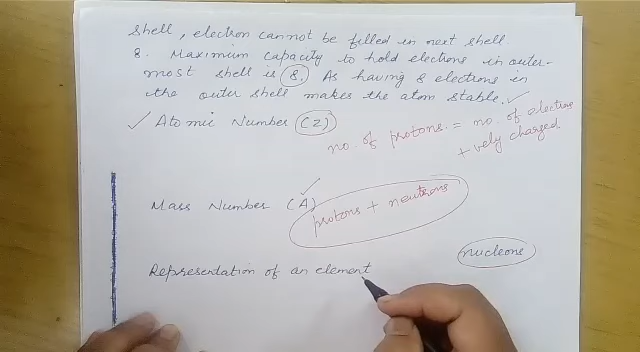 shell, electron cannot be filled in next shell.
8. Maximum capacity to hold electrons in outer-
most shell is 8. As having 8 electrons in
the outer shell makes the atom stable.
Atomic Number (Z)
no. of protons = no. of electrons
+vely charged
Mass Number (A)
protons + neutrons
nucleons
Representation of an element